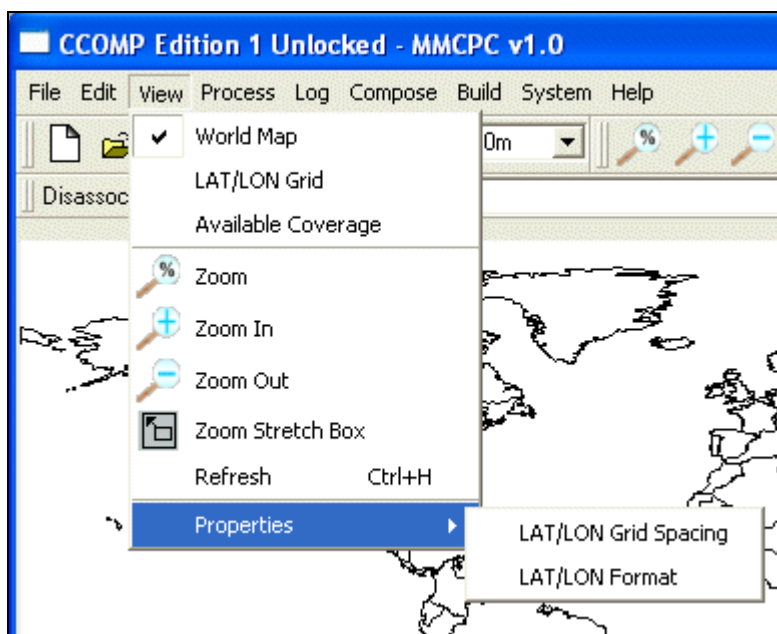 CCOMP Edition 1 Unlocked - MMCPC v1.0
File Edit View Process Log Compose Build System Help
World Map
0m
%
LAT/LON Grid
Disassoc
Available Coverage
% Zoom
Zoom In
Zoom Out
Zoom Stretch Box
Refresh Ctrl+H
Properties
LAT/LON Grid Spacing
LAT/LON Format